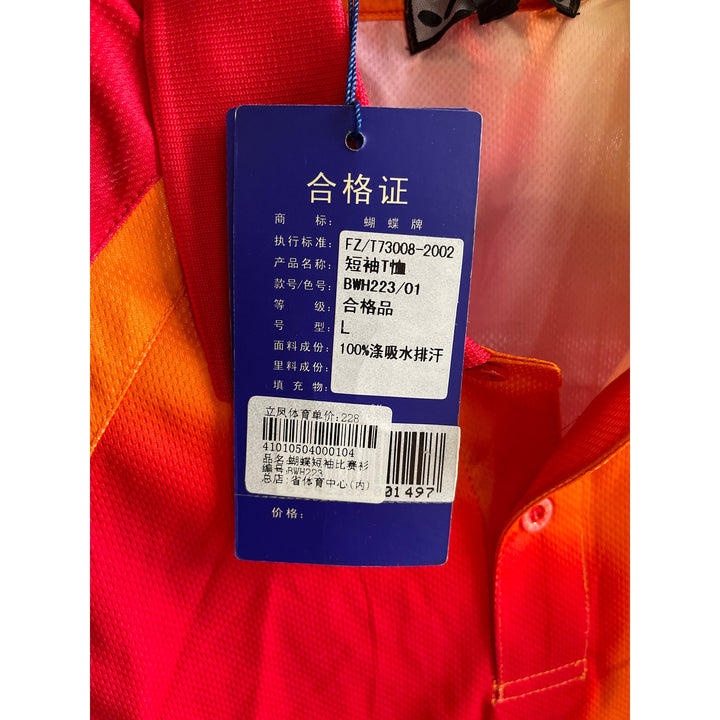 合格证
商标: 蝴蝶牌
执行标准: FZ/T73008-2002
产品名称: 短袖T恤
款号/色号: BWH223/01
等级: 合格品
号型: L
面料成份: 100%涤吸水排汗
里料成份:
填充物:
立凤体育单价:228
41010504000104
品名:蝴蝶短袖比赛衫
编号:BWH223
总店:省体育中心(内)
01497
价格: